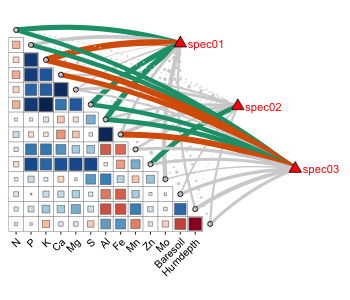 spec01
spec02
spec03
N
P
K
Ca
Mg
S
Al
Fe
Mn
Zn
Mo
Baresoil
Humdepth